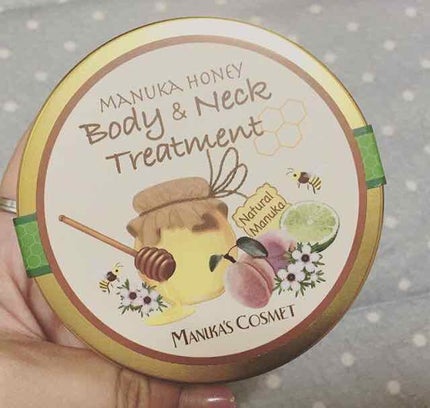 MANUKA HONEY
Body & Neck
Treatment
Natural
Manuka
MANUKA'S COSMET